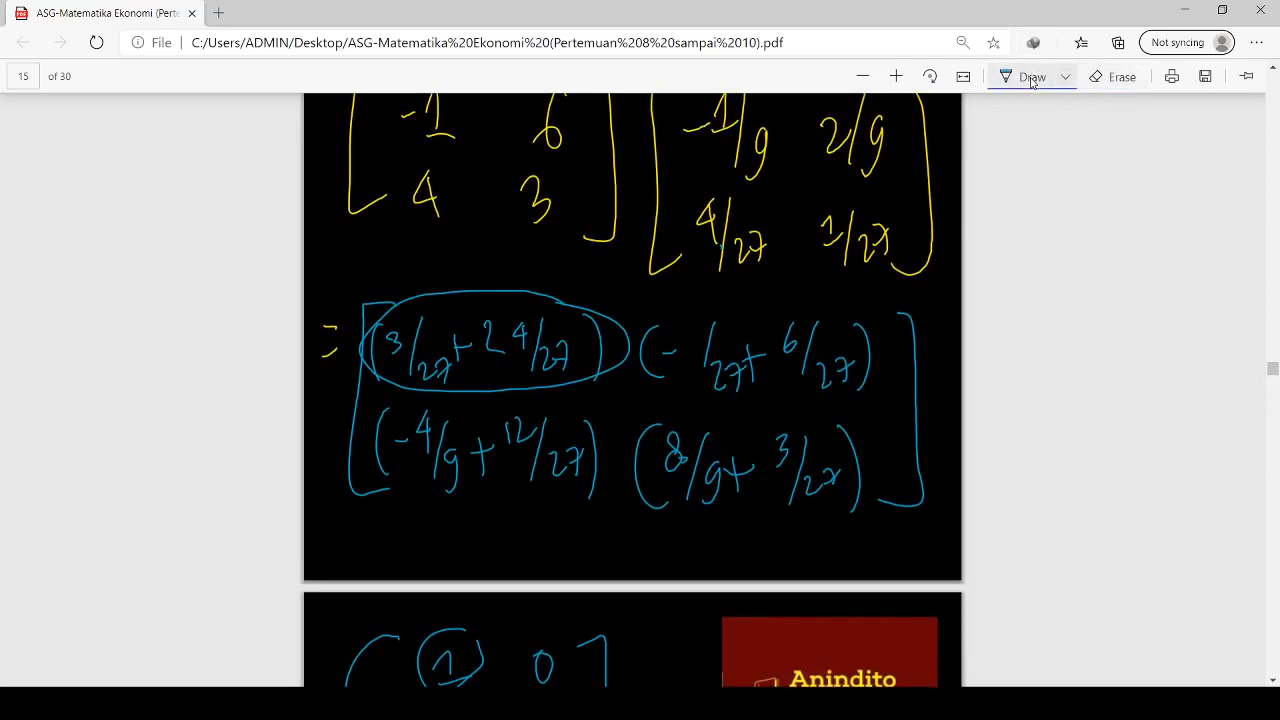 ASG-Matematika Ekonomi (Perte
File C:/Users/ADMIN/Desktop/ASG-Matematika%20Ekonomi%20(Pertemuan%208%20sampai%2010).pdf Not syncing
15 of 30 Draw Erase
-1 6 -1/9 2/9
4 3 4/27 1/27
= (3/27+24/27) (-/27+6/27)
(-4/9+12/27) (8/9+3/27)
1 0
Anindito